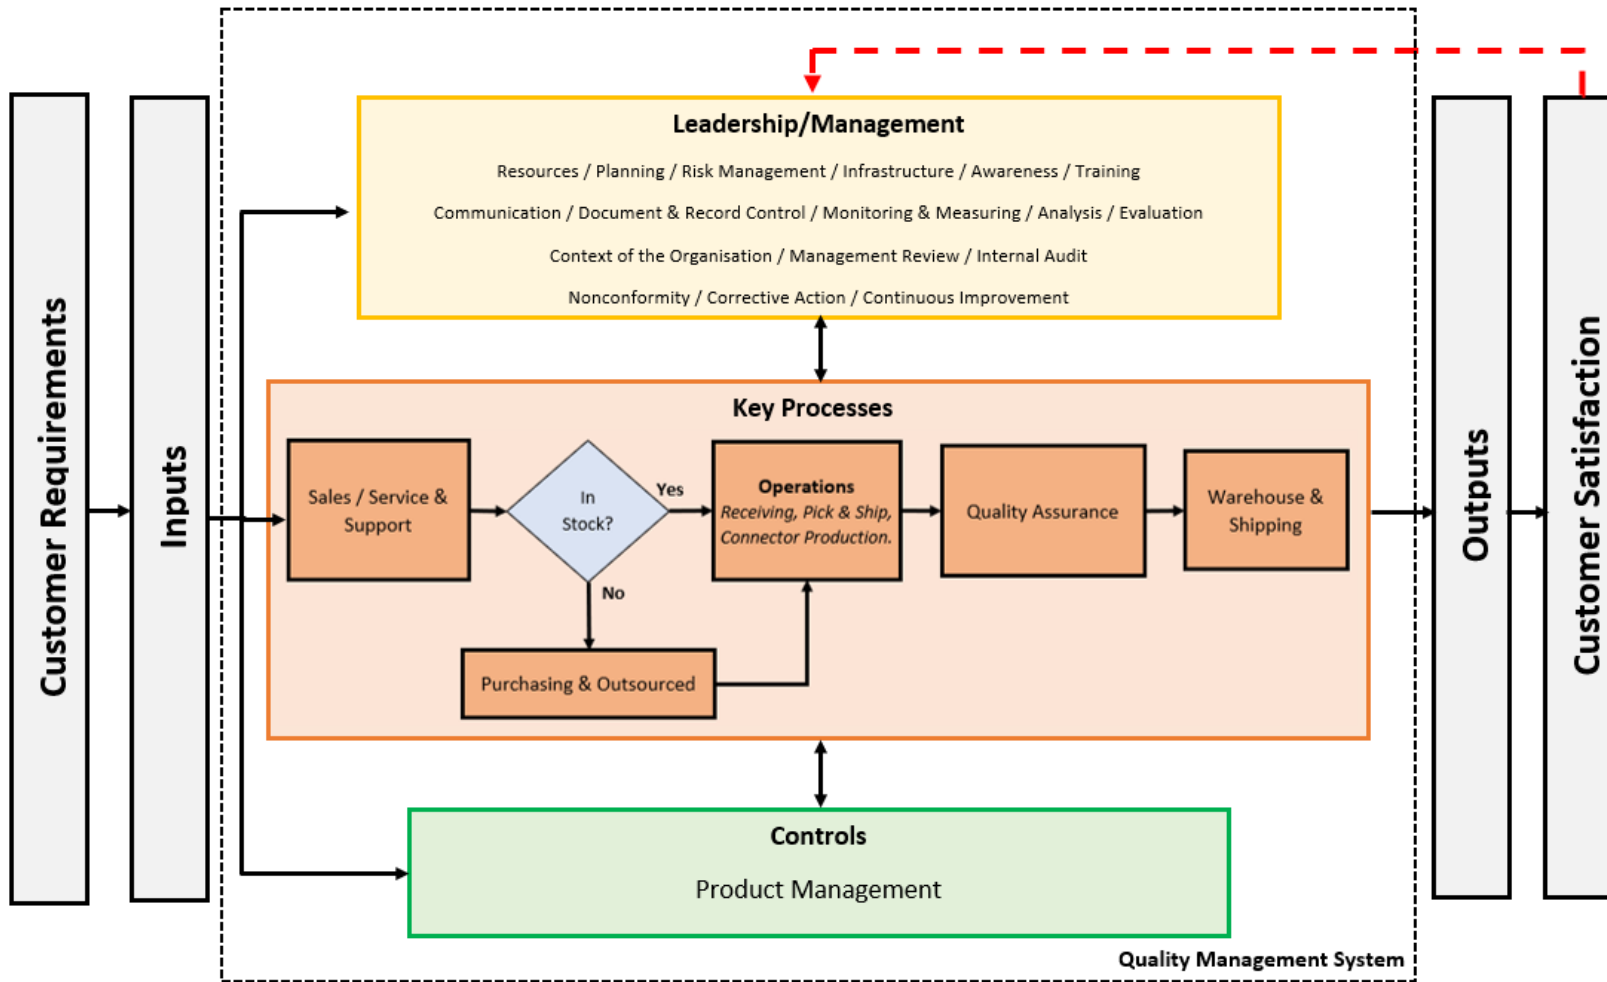 Customer Requirements
Inputs
Leadership/Management
Resources / Planning / Risk Management / Infrastructure / Awareness / Training
Communication / Document & Record Control / Monitoring & Measuring / Analysis / Evaluation
Context of the Organisation / Management Review / Internal Audit
Nonconformity / Corrective Action / Continuous Improvement
Key Processes
Sales / Service &
Support
In
Stock?
Yes
No
Operations
Receiving, Pick & Ship,
Connector Production.
Quality Assurance
Warehouse &
Shipping
Purchasing & Outsourced
Controls
Product Management
Quality Management System
Outputs
Customer Satisfaction